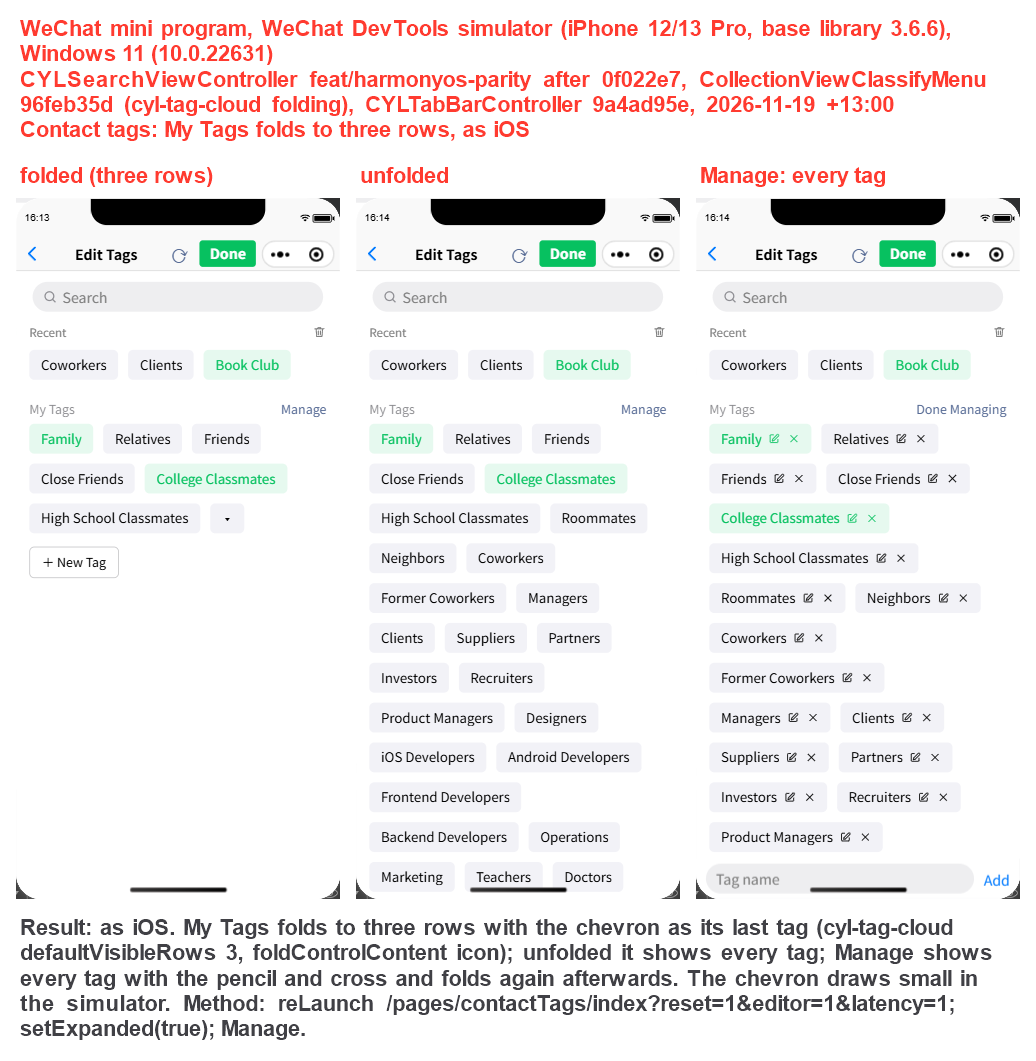 WeChat mini program, WeChat DevTools simulator (iPhone 12/13 Pro, base library 3.6.6),
Windows 11 (10.0.22631)
CYLSearchViewController feat/harmonyos-parity after 0f022e7, CollectionViewClassifyMenu
96feb35d (cyl-tag-cloud folding), CYLTabBarController 9a4ad95e, 2026-11-19 +13:00
Contact tags: My Tags folds to three rows, as iOS
folded (three rows)
16:13
Edit Tags
Done
Search
Recent
Coworkers Clients Book Club
My Tags Manage
Family Relatives Friends
Close Friends College Classmates
High School Classmates
+ New Tag
unfolded
16:14
Edit Tags
Done
Search
Recent
Coworkers Clients Book Club
My Tags Manage
Family Relatives Friends
Close Friends College Classmates
High School Classmates Roommates
Neighbors Coworkers
Former Coworkers Managers
Clients Suppliers Partners
Investors Recruiters
Product Managers Designers
iOS Developers Android Developers
Frontend Developers
Backend Developers Operations
Marketing Teachers Doctors
Manage: every tag
16:14
Edit Tags
Done
Search
Recent
Coworkers Clients Book Club
My Tags Done Managing
Family Relatives
Friends Close Friends
College Classmates
High School Classmates
Roommates Neighbors
Coworkers
Former Coworkers
Managers Clients
Suppliers Partners
Investors Recruiters
Product Managers
Tag name Add
Result: as iOS. My Tags folds to three rows with the chevron as its last tag (cyl-tag-cloud
defaultVisibleRows 3, foldControlContent icon); unfolded it shows every tag; Manage shows
every tag with the pencil and cross and folds again afterwards. The chevron draws small in
the simulator. Method: reLaunch /pages/contactTags/index?reset=1&editor=1&latency=1;
setExpanded(true); Manage.